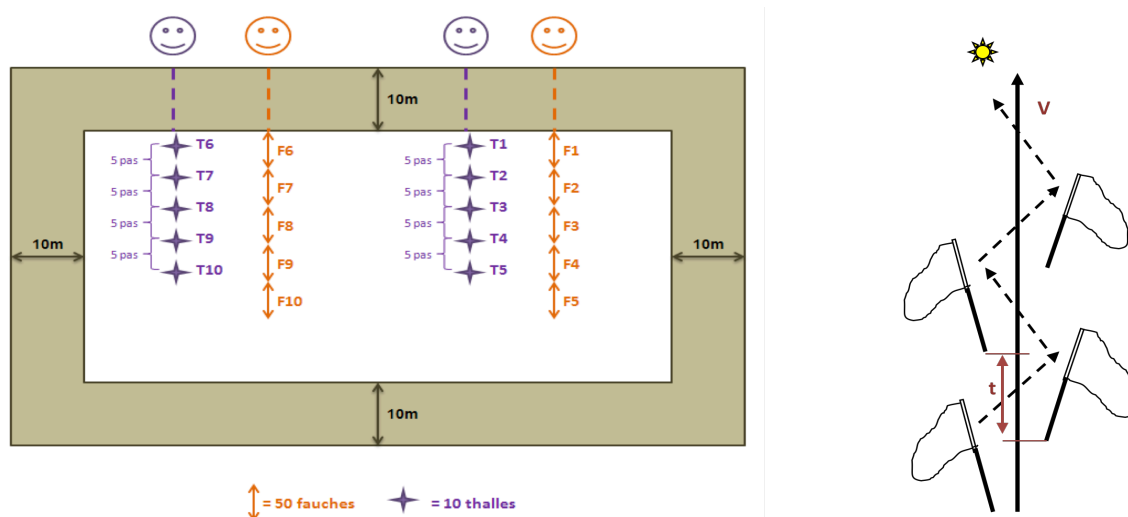 10m
T6
F6
T1
F1
5 pas
5 pas
T7
F7
T2
F2
5 pas
5 pas
T8
F8
T3
F3
5 pas
5 pas
10m
T9
F9
T4
F4
10m
5 pas
5 pas
T10
F10
T5
F5
10m
= 50 fauches
= 10 thalles
V
t